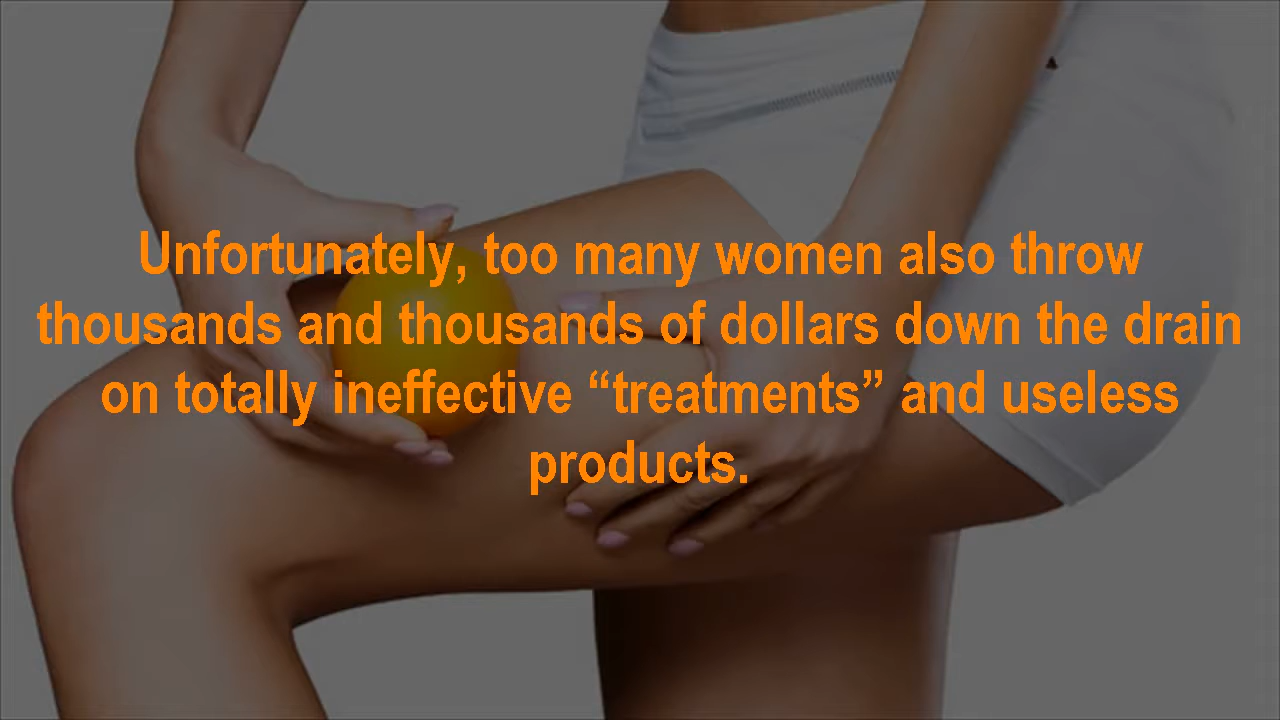 Unfortunately, too many women also throw
thousands and thousands of dollars down the drain
on totally ineffective “treatments” and useless
products.